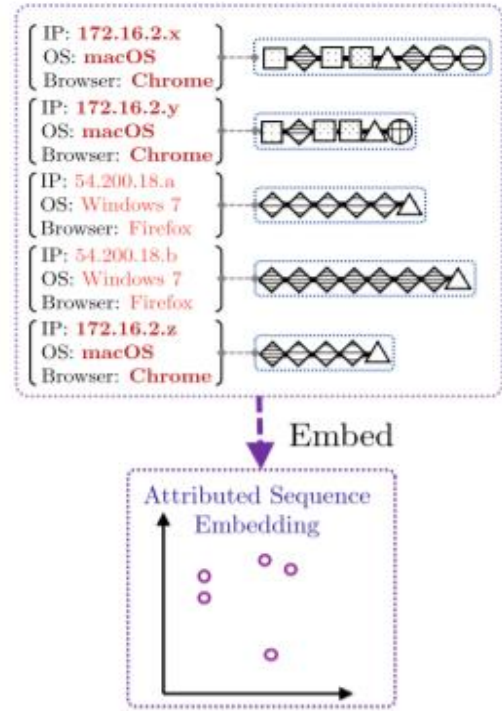 IP: 172.16.2.x
OS: macOS
Browser: Chrome
IP: 172.16.2.y
OS: macOS
Browser: Chrome
IP: 54.200.18.a
OS: Windows 7
Browser: Firefox
IP: 54.200.18.b
OS: Windows 7
Browser: Firefox
IP: 172.16.2.z
OS: macOS
Browser: Chrome
Embed
Attributed Sequence
Embedding